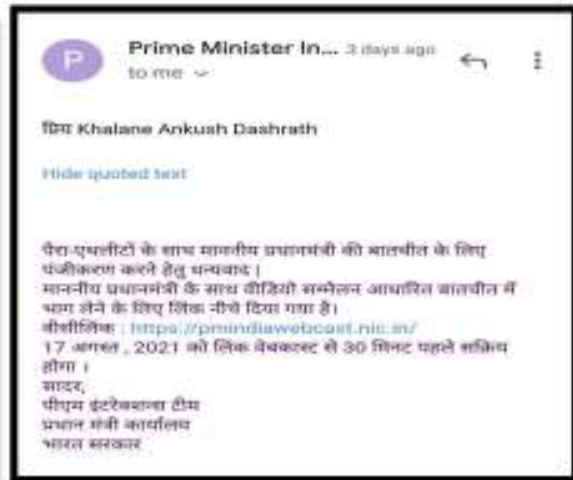 P
Prime Minister In... 3 days ago
to me
प्रिय Khalane Ankush Dashrath
Hide quoted text
पैरा-एथलीटों के साथ माननीय प्रधानमंत्री की बातचीत के लिए
पंजीकरण करने हेतु धन्यवाद ।
माननीय प्रधानमंत्री के साथ वीडियो सम्मेलन आधारित बातचीत में
भाग लेने के लिए लिंक नीचे दिया गया है।
वीसीलिंक : https://pmindiawebcast.nic.in/
17 अगस्त , 2021 को लिंक वेबकास्ट से 30 मिनट पहले सक्रिय
होगा ।
सादर,
पीएम इंटरेक्शन्स टीम
प्रधान मंत्री कार्यालय
भारत सरकार